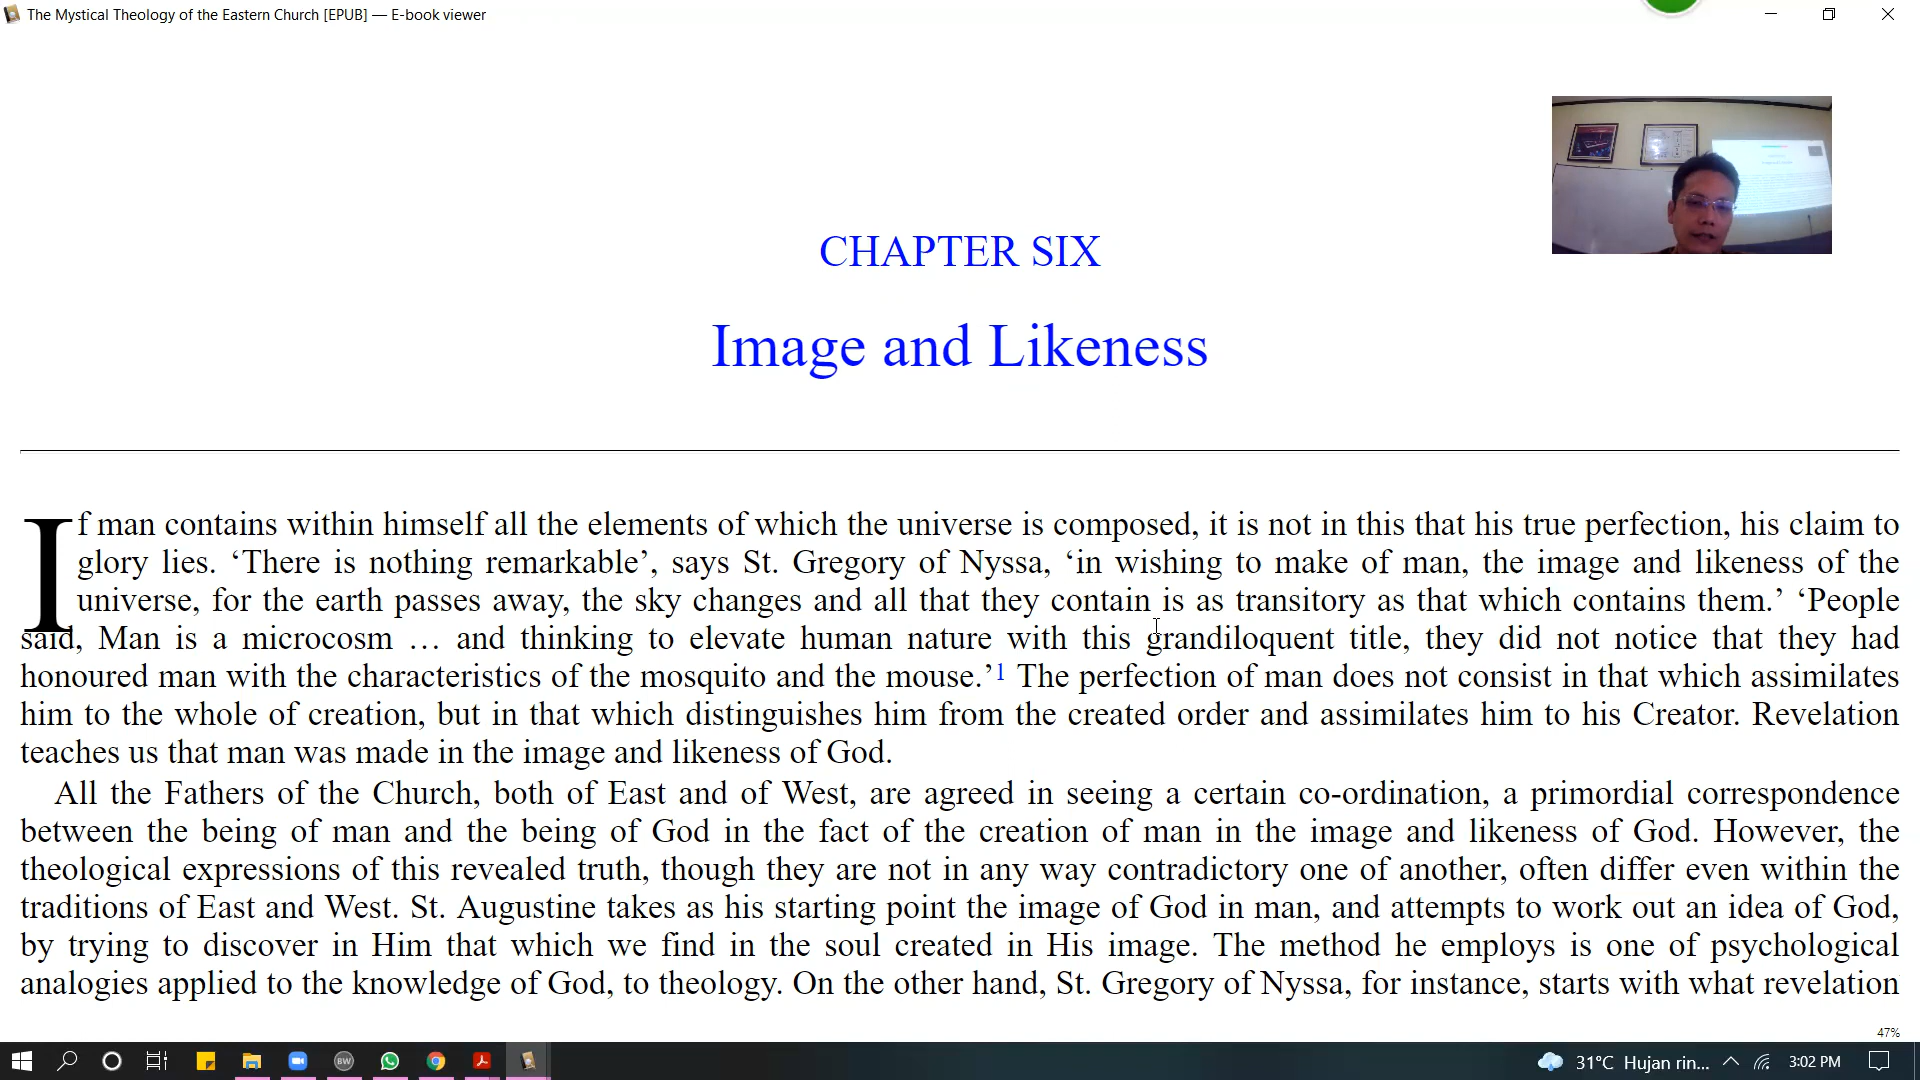 The Mystical Theology of the Eastern Church [EPUB] — E-book viewer
CHAPTER SIX
Image and Likeness
If man contains within himself all the elements of which the universe is composed, it is not in this that his true perfection, his claim to
glory lies. ‘There is nothing remarkable’, says St. Gregory of Nyssa, ‘in wishing to make of man, the image and likeness of the
universe, for the earth passes away, the sky changes and all that they contain is as transitory as that which contains them.’ ‘People
said, Man is a microcosm … and thinking to elevate human nature with this grandiloquent title, they did not notice that they had
honoured man with the characteristics of the mosquito and the mouse.’1 The perfection of man does not consist in that which assimilates
him to the whole of creation, but in that which distinguishes him from the created order and assimilates him to his Creator. Revelation
teaches us that man was made in the image and likeness of God.
All the Fathers of the Church, both of East and of West, are agreed in seeing a certain co-ordination, a primordial correspondence
between the being of man and the being of God in the fact of the creation of man in the image and likeness of God. However, the
theological expressions of this revealed truth, though they are not in any way contradictory one of another, often differ even within the
traditions of East and West. St. Augustine takes as his starting point the image of God in man, and attempts to work out an idea of God,
by trying to discover in Him that which we find in the soul created in His image. The method he employs is one of psychological
analogies applied to the knowledge of God, to theology. On the other hand, St. Gregory of Nyssa, for instance, starts with what revelation
47%
BW
31°C Hujan rin...
3:02 PM